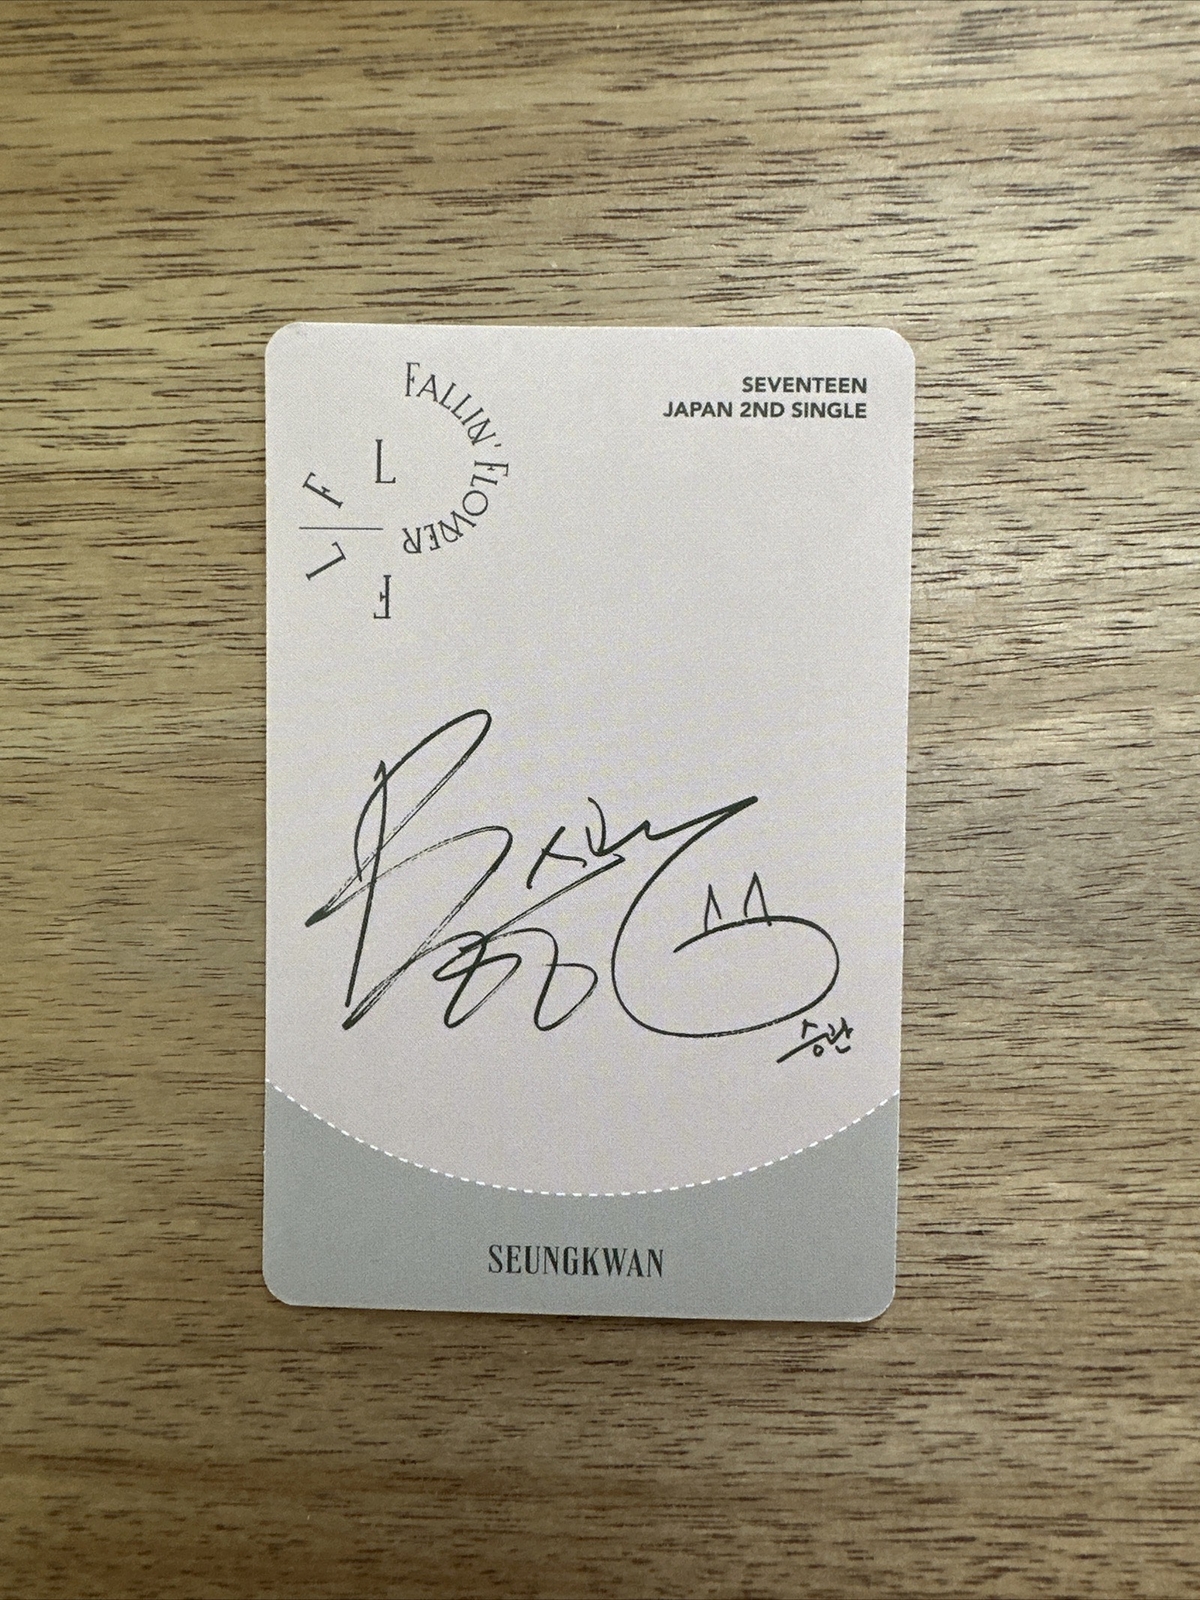 FALLIN' FLOWER
L
F
L
F
SEVENTEEN
JAPAN 2ND SINGLE
승관
SEUNGKWAN